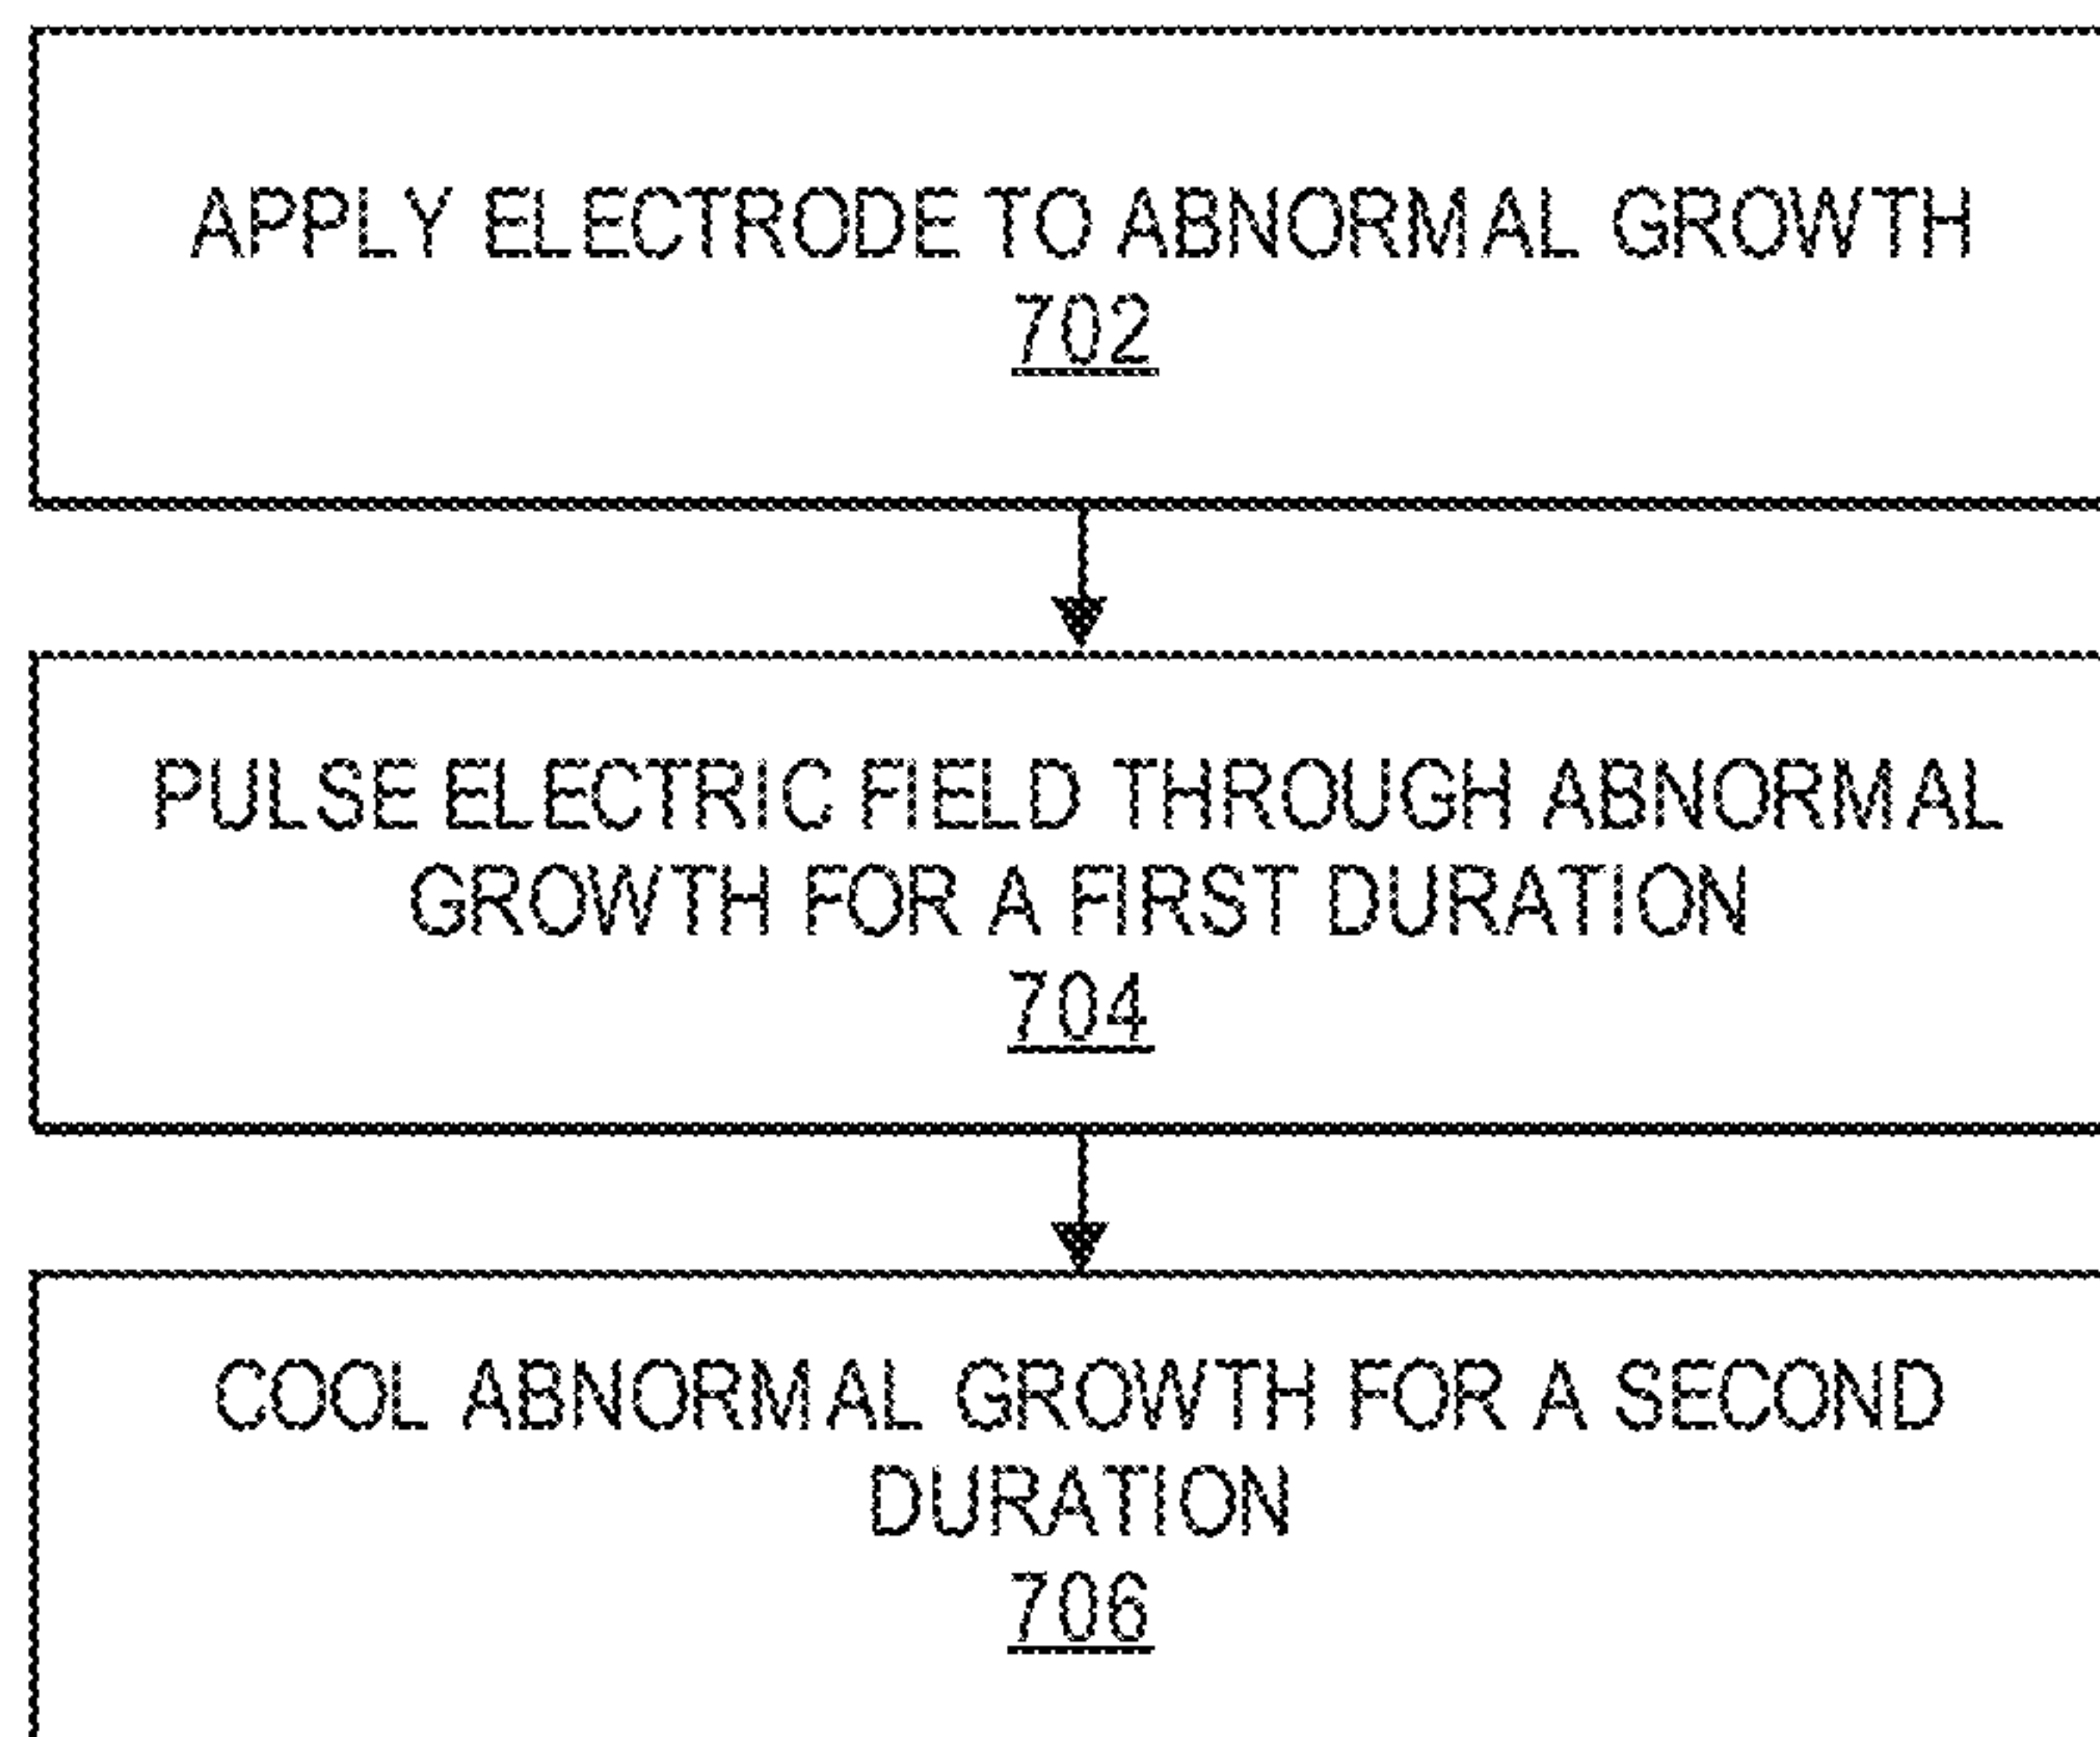 APPLY ELECTRODE TO ABNORMAL GROWTH
702
PULSE ELECTRIC FIELD THROUGH ABNORMAL
GROWTH FOR A FIRST DURATION
704
COOL ABNORMAL GROWTH FOR A SECOND
DURATION
706